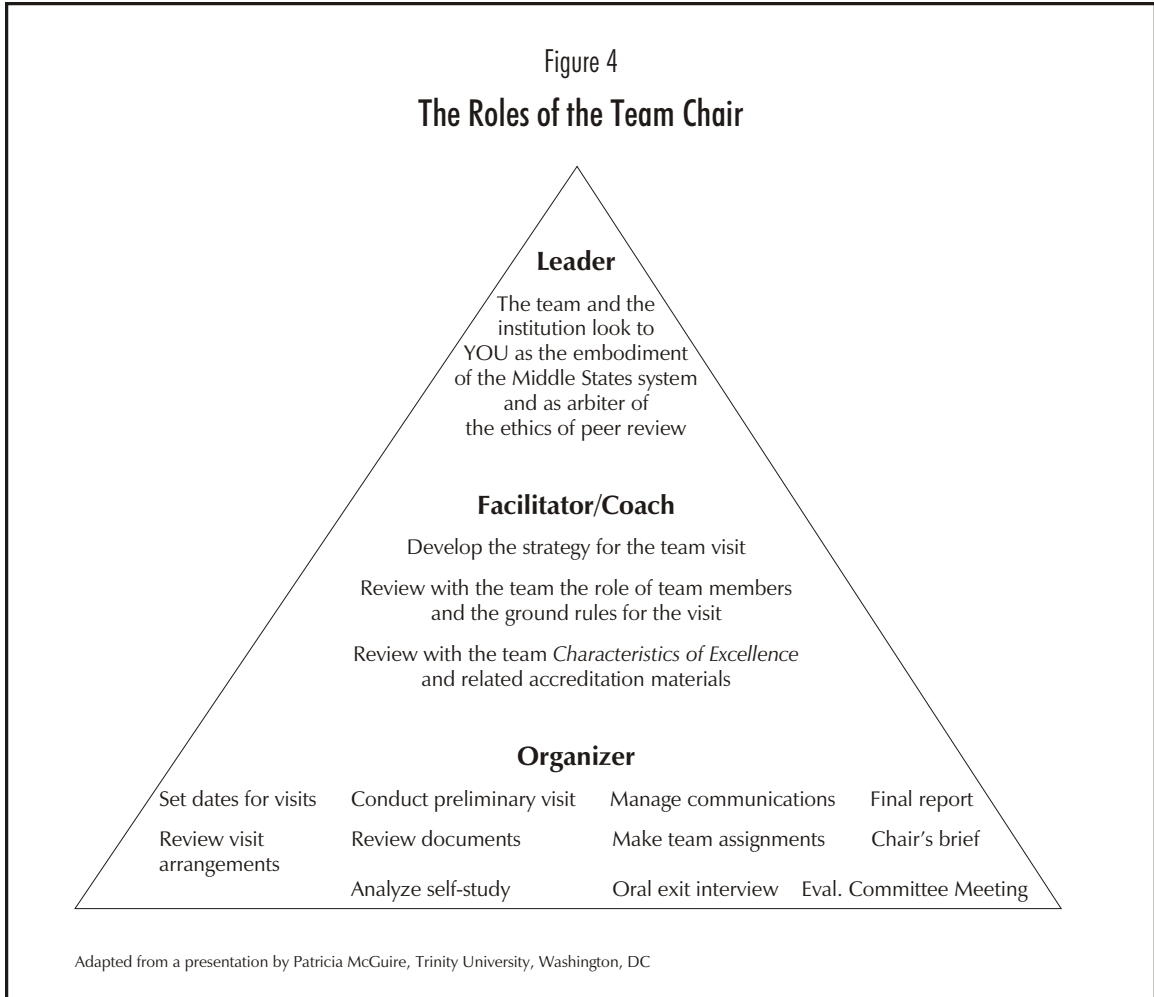 Figure 4
The Roles of the Team Chair
Leader
The team and the
institution look to
YOU as the embodiment
of the Middle States system
and as arbiter of
the ethics of peer review
Facilitator/Coach
Develop the strategy for the team visit
Review with the team the role of team members
and the ground rules for the visit
Review with the team Characteristics of Excellence
and related accreditation materials
Organizer
Set dates for visits
Review visit
arrangements
Conduct preliminary visit
Review documents
Analyze self-study
Manage communications
Make team assignments
Oral exit interview
Final report
Chair's brief
Eval. Committee Meeting
Adapted from a presentation by Patricia McGuire, Trinity University, Washington, DC